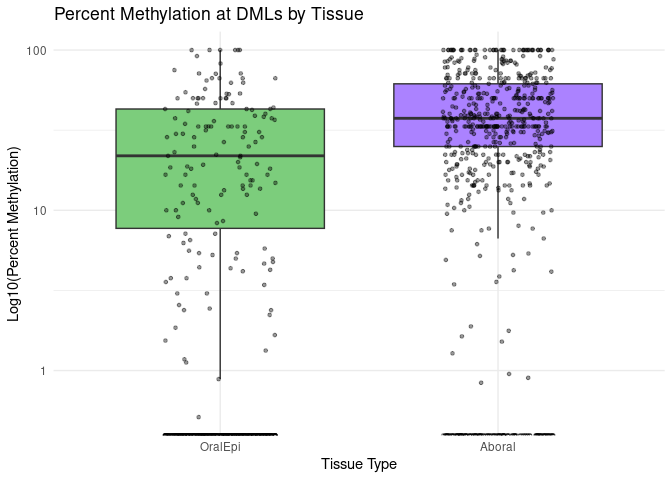 Percent Methylation at DMLs by Tissue
100
10
1
Log10(Percent Methylation)
OralEpi
Aboral
Tissue Type